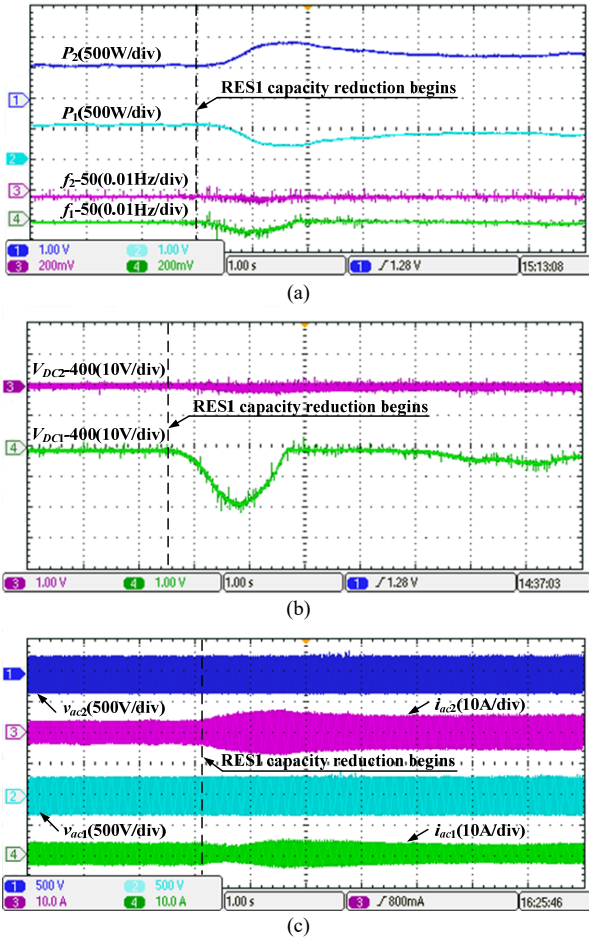 P2(500W/div)
RES1 capacity reduction begins
1
P1(500W/div)
2
3
f2-50(0.01Hz/div)
f1-50(0.01Hz/div)
4
1 1.00 V 2 1.00 V
3 200mV 4 200mV 1.00 s 1 1.28 V 15:13:08
(a)
VDC2-400(10V/div)
3
RES1 capacity reduction begins
VDC1-400(10V/div)
4
3 1.00 V 4 1.00 V 1.00 s 1 1.28 V 14:37:03
(b)
1
vac2(500V/div) iac2(10A/div)
3
RES1 capacity reduction begins
2
vac1(500V/div) iac1(10A/div)
4
1 500 V 2 500 V
3 10.0 A 4 10.0 A 1.00 s 3 800mA 16:25:46
(c)